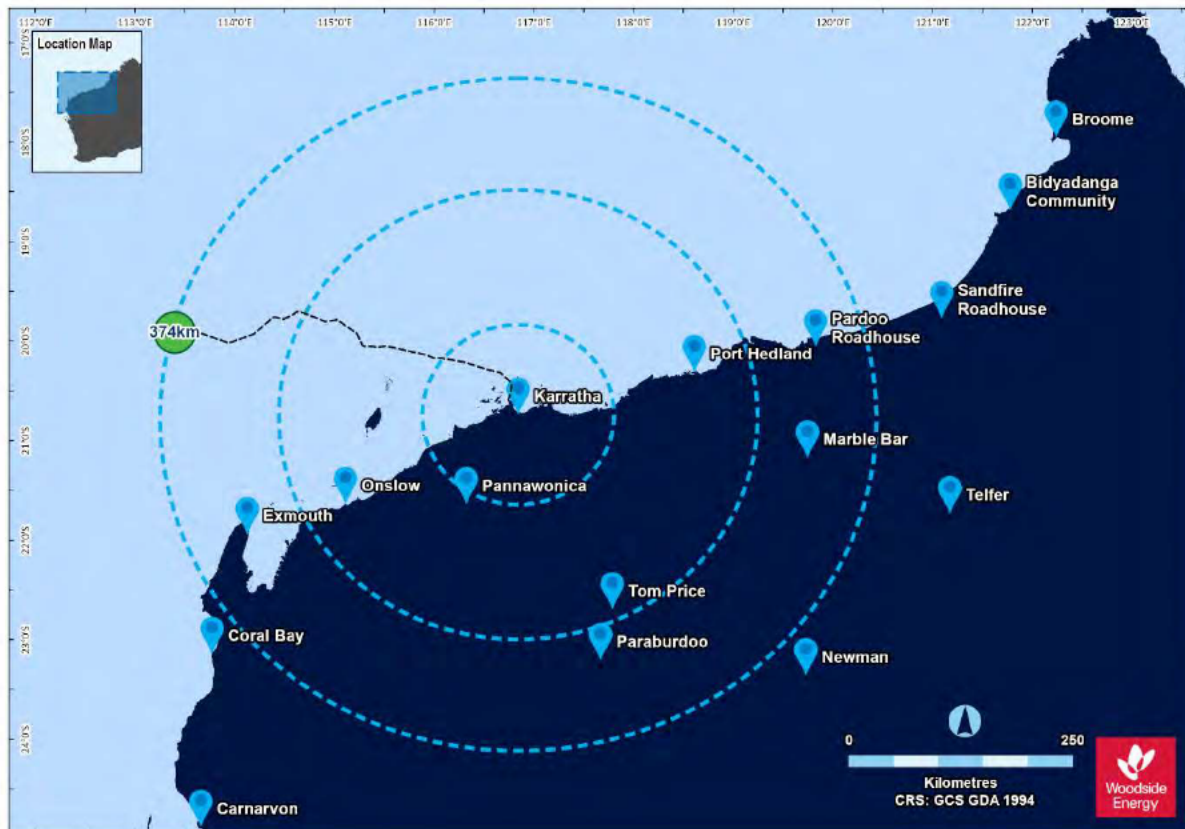 112°0'E 113°0'E 114°0'E 115°0'E 116°0'E 117°0'E 118°0'E 119°0'E 120°0'E 121°0'E 122°0'E 123°0'E
Location Map
17°0'S
18°0'S
19°0'S
20°0'S
21°0'S
22°0'S
23°0'S
24°0'S
Broome
Bidyadanga
Community
Sandfire
Roadhouse
Pardoo
Roadhouse
374km
Port Hedland
Karratha
Marble Bar
Onslow
Pannawonica
Telfer
Exmouth
Tom Price
Coral Bay
Paraburdoo
Newman
0 250
Kilometres
CRS: GCS GDA 1994
Woodside
Energy
Carnarvon